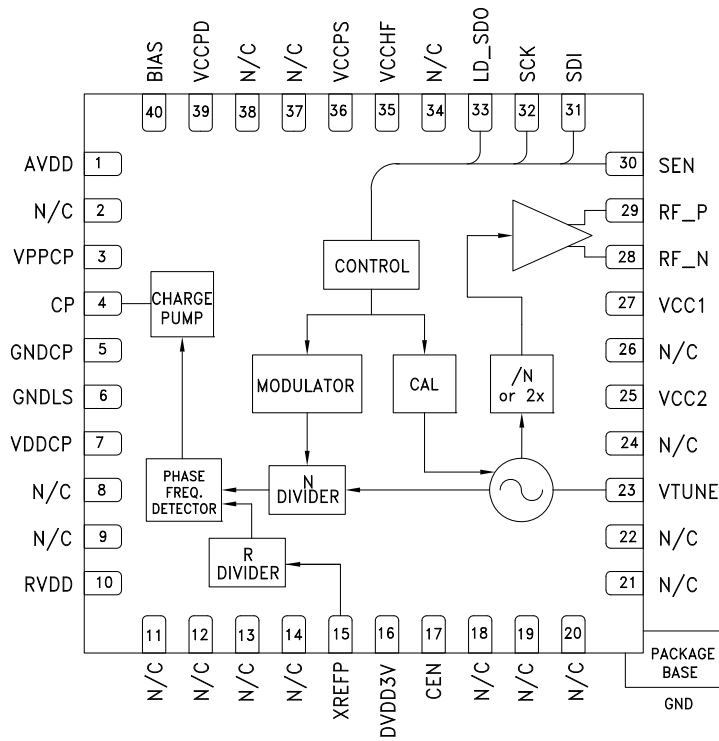 BIAS
VCCPD
N/C
N/C
VCCPS
VCCHF
N/C
LD_SDO
SCK
SDI
40
39
38
37
36
35
34
33
32
31
AVDD
1
N/C
2
VPPCP
3
CP
4
GNDCP
5
GNDLS
6
VDDCP
7
N/C
8
N/C
9
RVDD
10
30
SEN
29
RF_P
28
RF_N
27
VCC1
26
N/C
25
VCC2
24
N/C
23
VTUNE
22
N/C
21
N/C
CONTROL
CHARGE
PUMP
MODULATOR
CAL
/N
or 2x
PHASE
FREQ.
DETECTOR
N
DIVIDER
R
DIVIDER
11
12
13
14
15
16
17
18
19
20
N/C
N/C
N/C
N/C
XREFP
DVDD3V
CEN
N/C
N/C
N/C
PACKAGE
BASE
GND